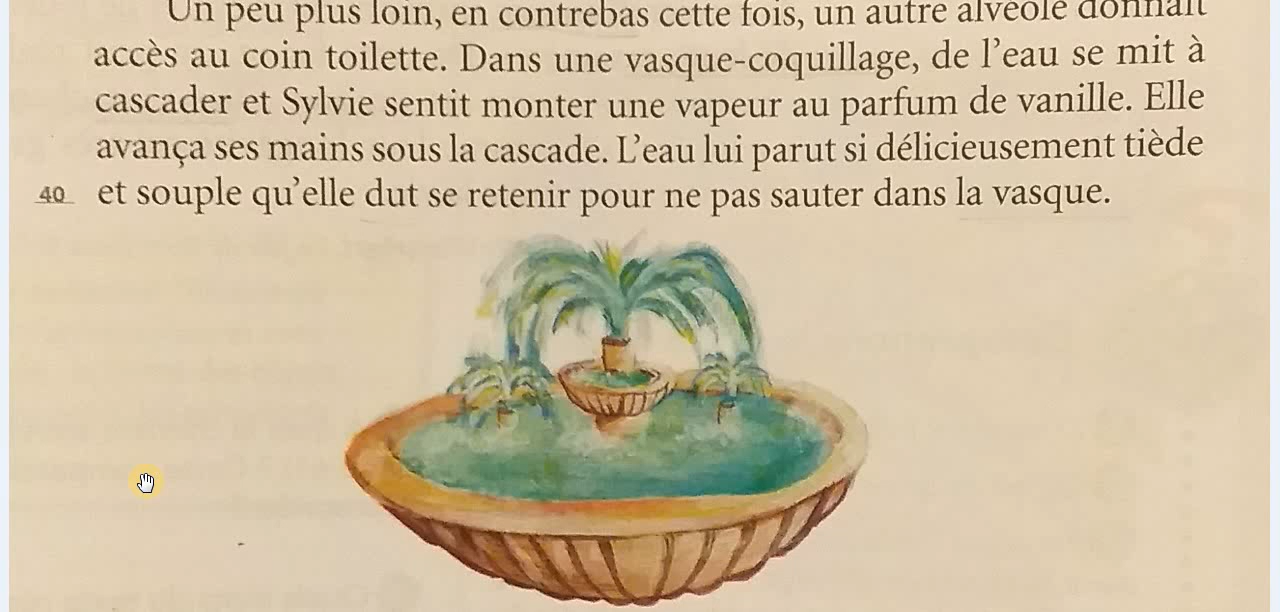 Un peu plus loin, en contrebas cette fois, un autre alvéole donnait
accès au coin toilette. Dans une vasque-coquillage, de l'eau se mit à
cascader et Sylvie sentit monter une vapeur au parfum de vanille. Elle
avança ses mains sous la cascade. L'eau lui parut si délicieusement tiède
40 et souple qu'elle dut se retenir pour ne pas sauter dans la vasque.